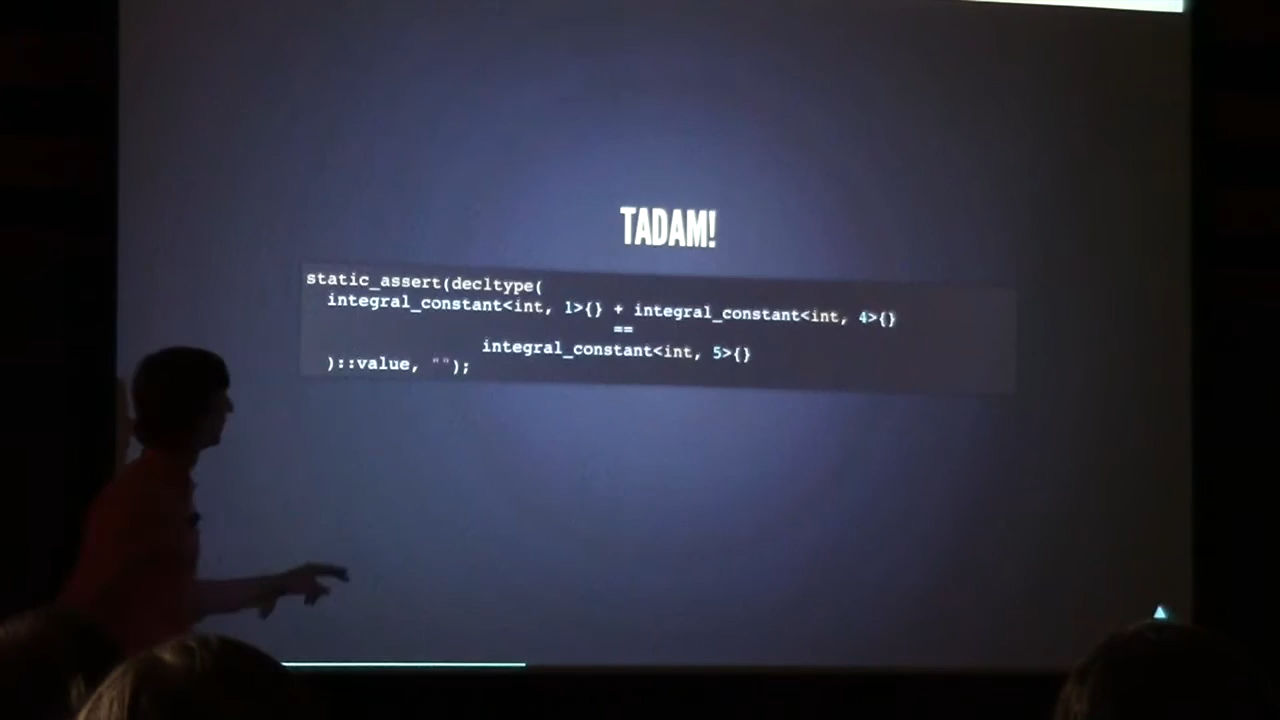 TADAM!
static_assert(decltype(
integral_constant<int, 1>{} + integral_constant<int, 4>{}
==
integral_constant<int, 5>{}
)::value, "");